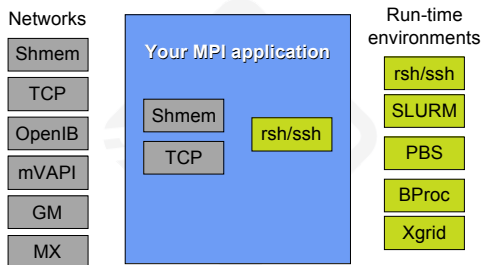 Networks
Shmem
TCP
OpenIB
mVAPI
GM
MX
Your MPI application
Shmem
TCP
rsh/ssh
Run-time
environments
rsh/ssh
SLURM
PBS
BProc
Xgrid